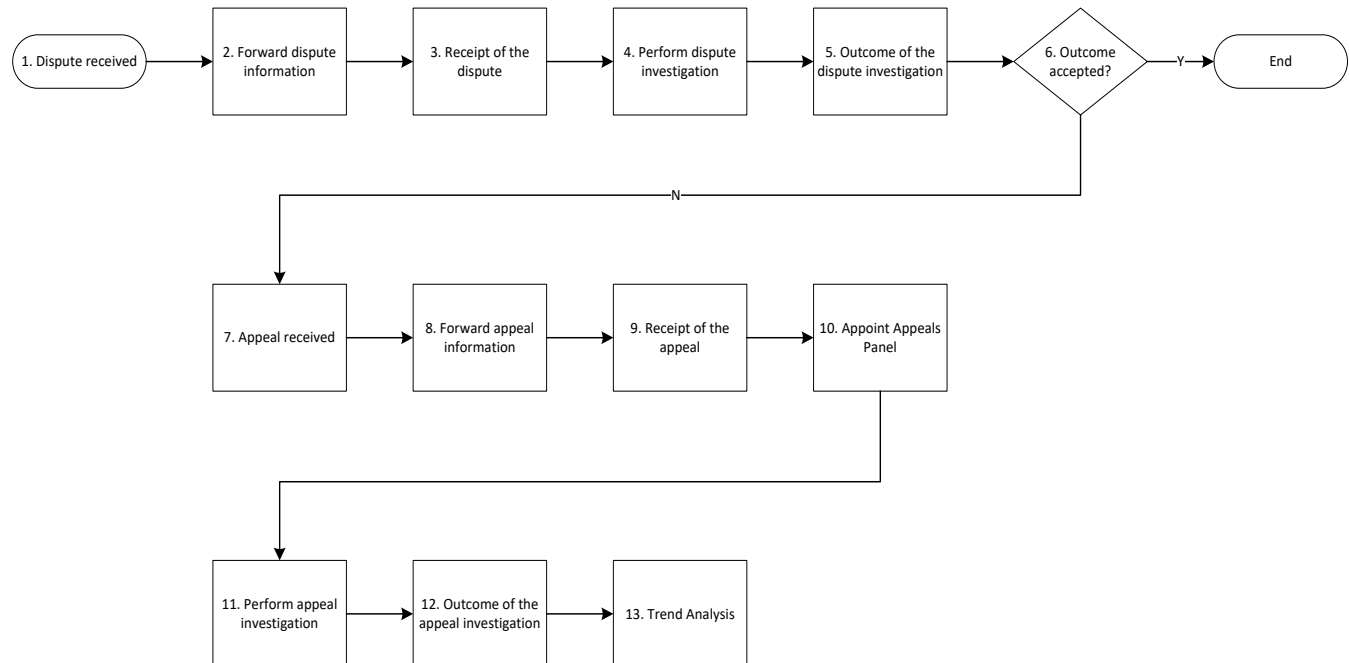 1. Dispute received
2. Forward dispute
information
3. Receipt of the
dispute
4. Perform dispute
investigation
5. Outcome of the
dispute investigation
6. Outcome
accepted?
Y
End
N
7. Appeal received
8. Forward appeal
information
9. Receipt of the
appeal
10. Appoint Appeals
Panel
11. Perform appeal
investigation
12. Outcome of the
appeal investigation
13. Trend Analysis